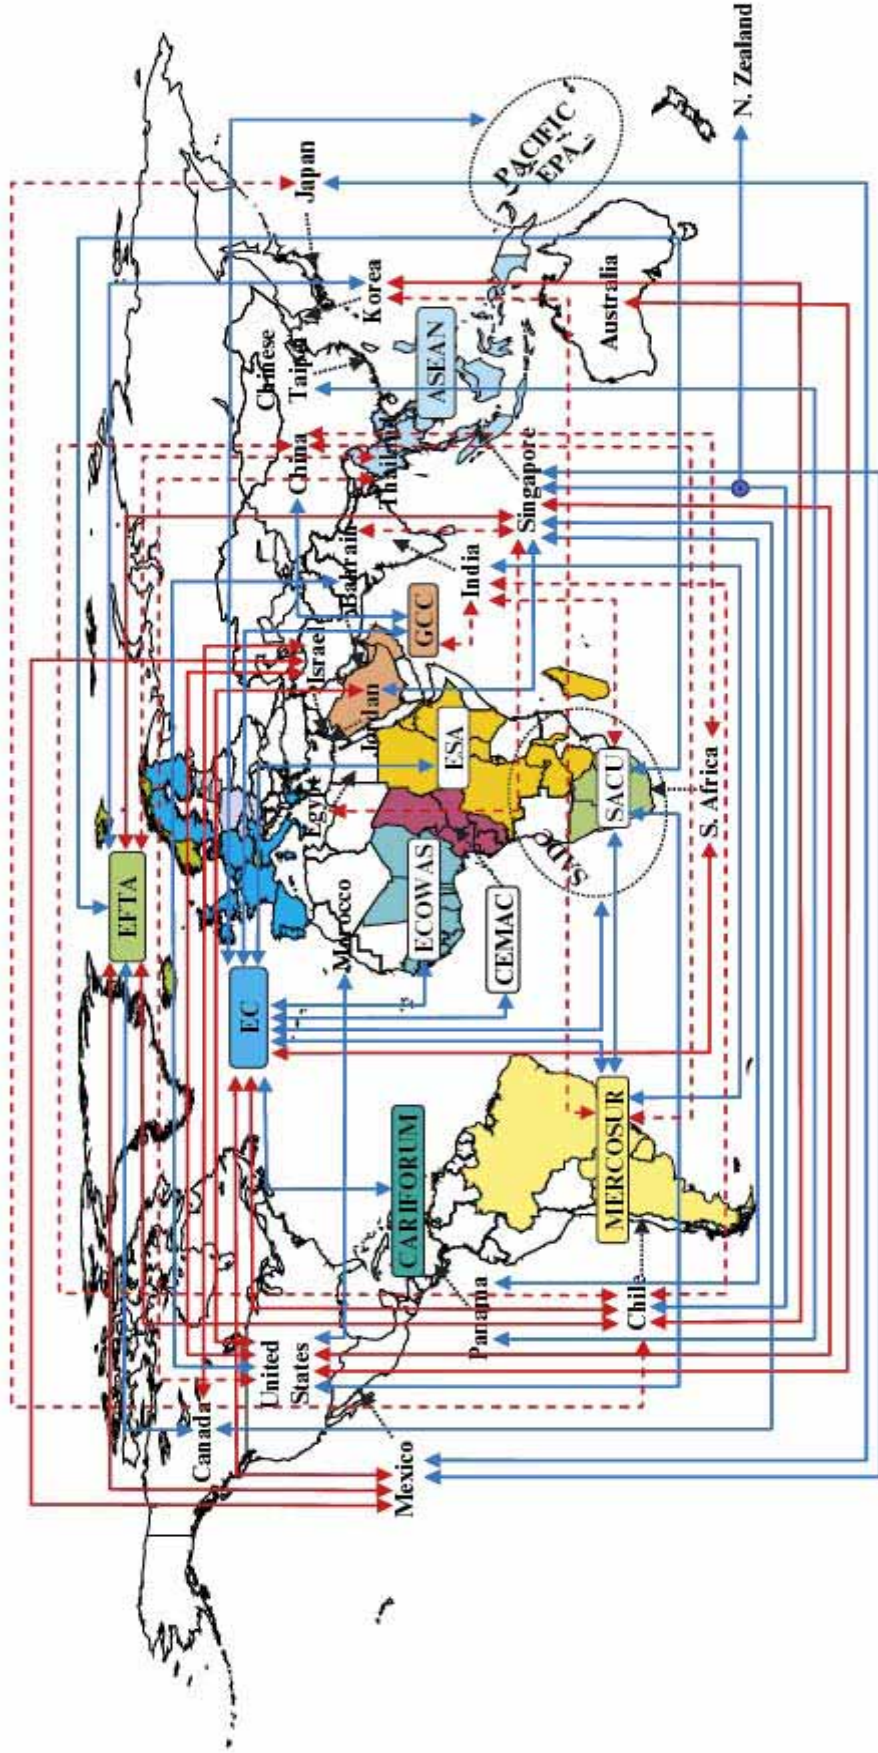 EFTA
Canada
EC
United
States
Mexico
CARIFORUM
Panama
Chile
MERCOSUR
Morocco
ECOWAS
CEMAC
Egypt
Israel
Jordan
Bahrain
GCC
ESA
SADC
SACU
S. Africa
India
China
Chinese
Taipei
Thailand
Korea
Japan
ASEAN
Singapore
PACIFIC
EPA
Australia
N. Zealand